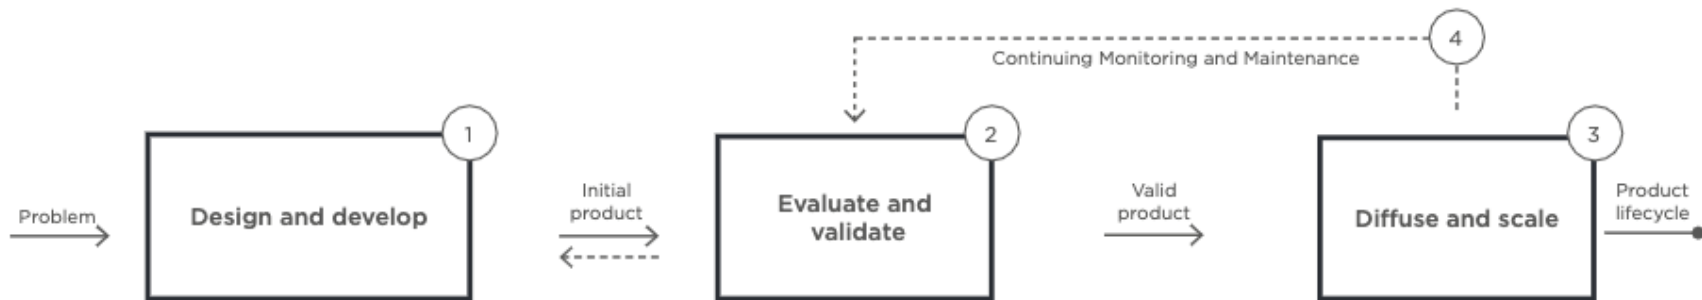 4
Continuing Monitoring and Maintenance
1
2
3
Problem
Design and develop
Initial
product
Evaluate and
validate
Valid
product
Diffuse and scale
Product
lifecycle